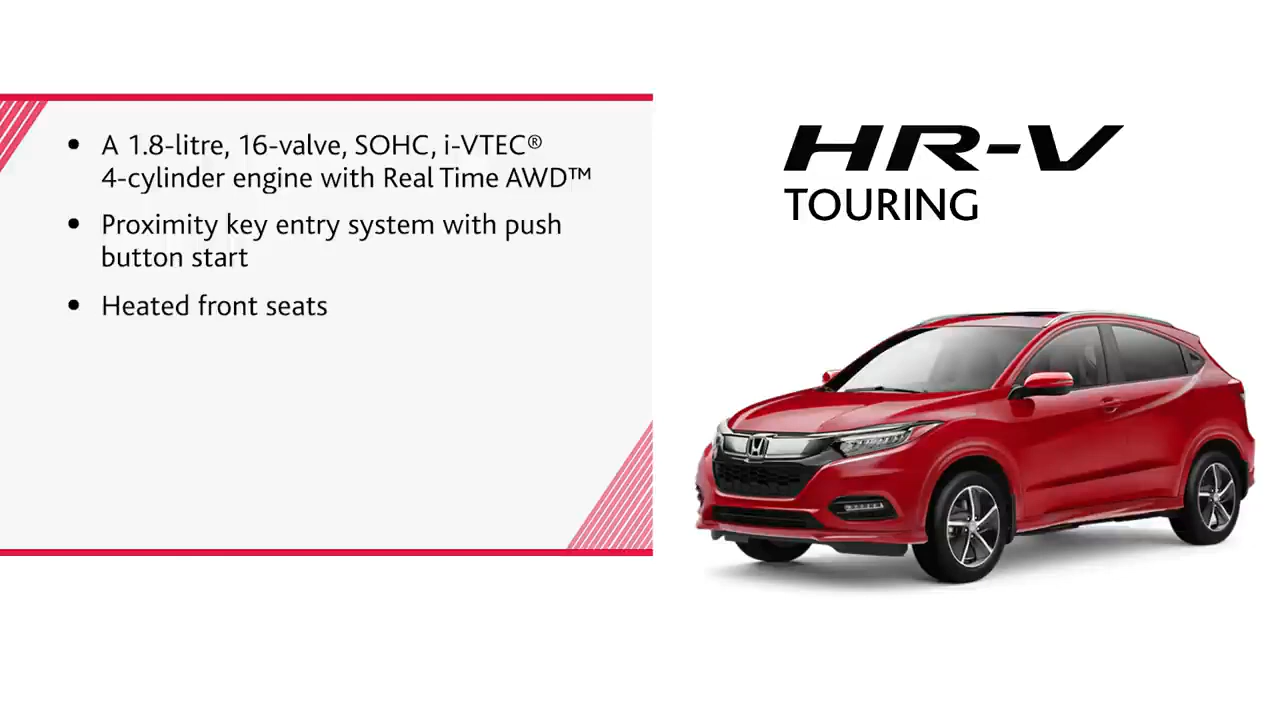 • A 1.8-litre, 16-valve, SOHC, i-VTEC®
4-cylinder engine with Real Time AWD™
• Proximity key entry system with push
button start
• Heated front seats
HR-V
TOURING